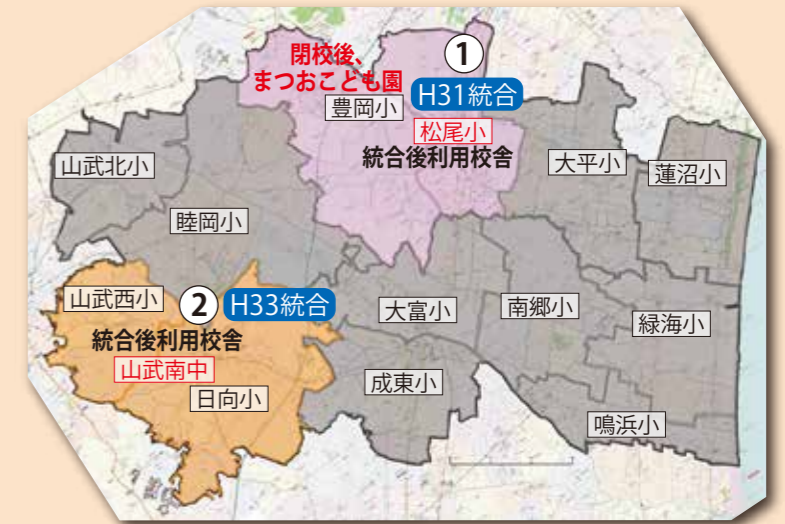 閉校後、
まつおこども園
①
H31統合
豊岡小
松尾小
統合後利用校舎
大平小
蓮沼小
山武北小
睦岡小
山武西小
②
H33統合
統合後利用校舎
山武南中
日向小
大富小
南郷小
緑海小
成東小
鳴浜小